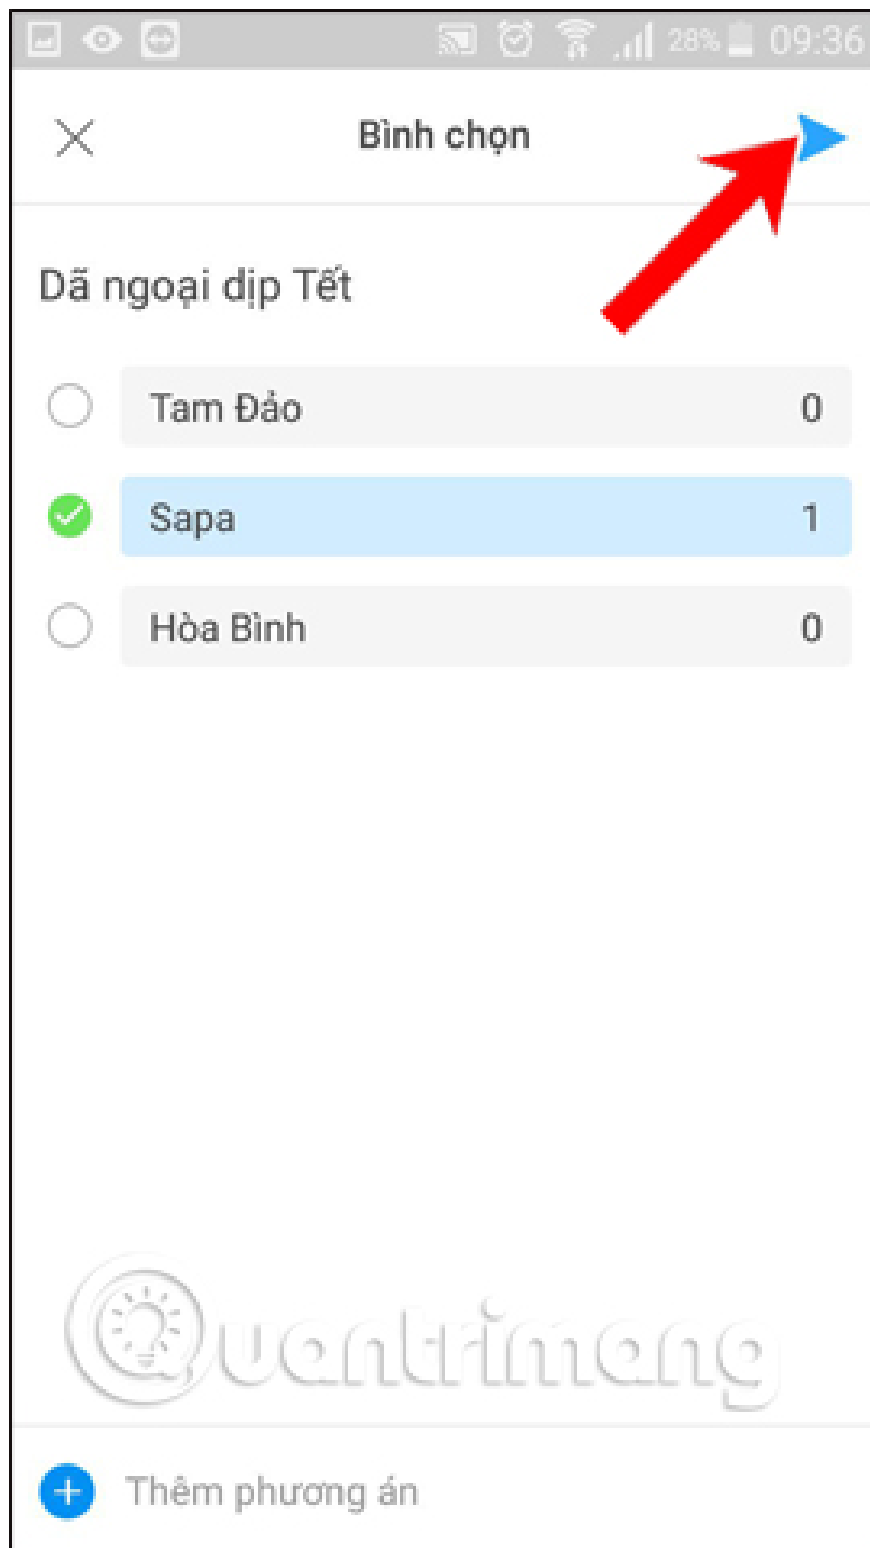 28% 09:36
Bình chọn
Dã ngoại dịp Tết
Tam Đảo 0
Sapa 1
Hòa Bình 0
Quantrimang
Thêm phương án